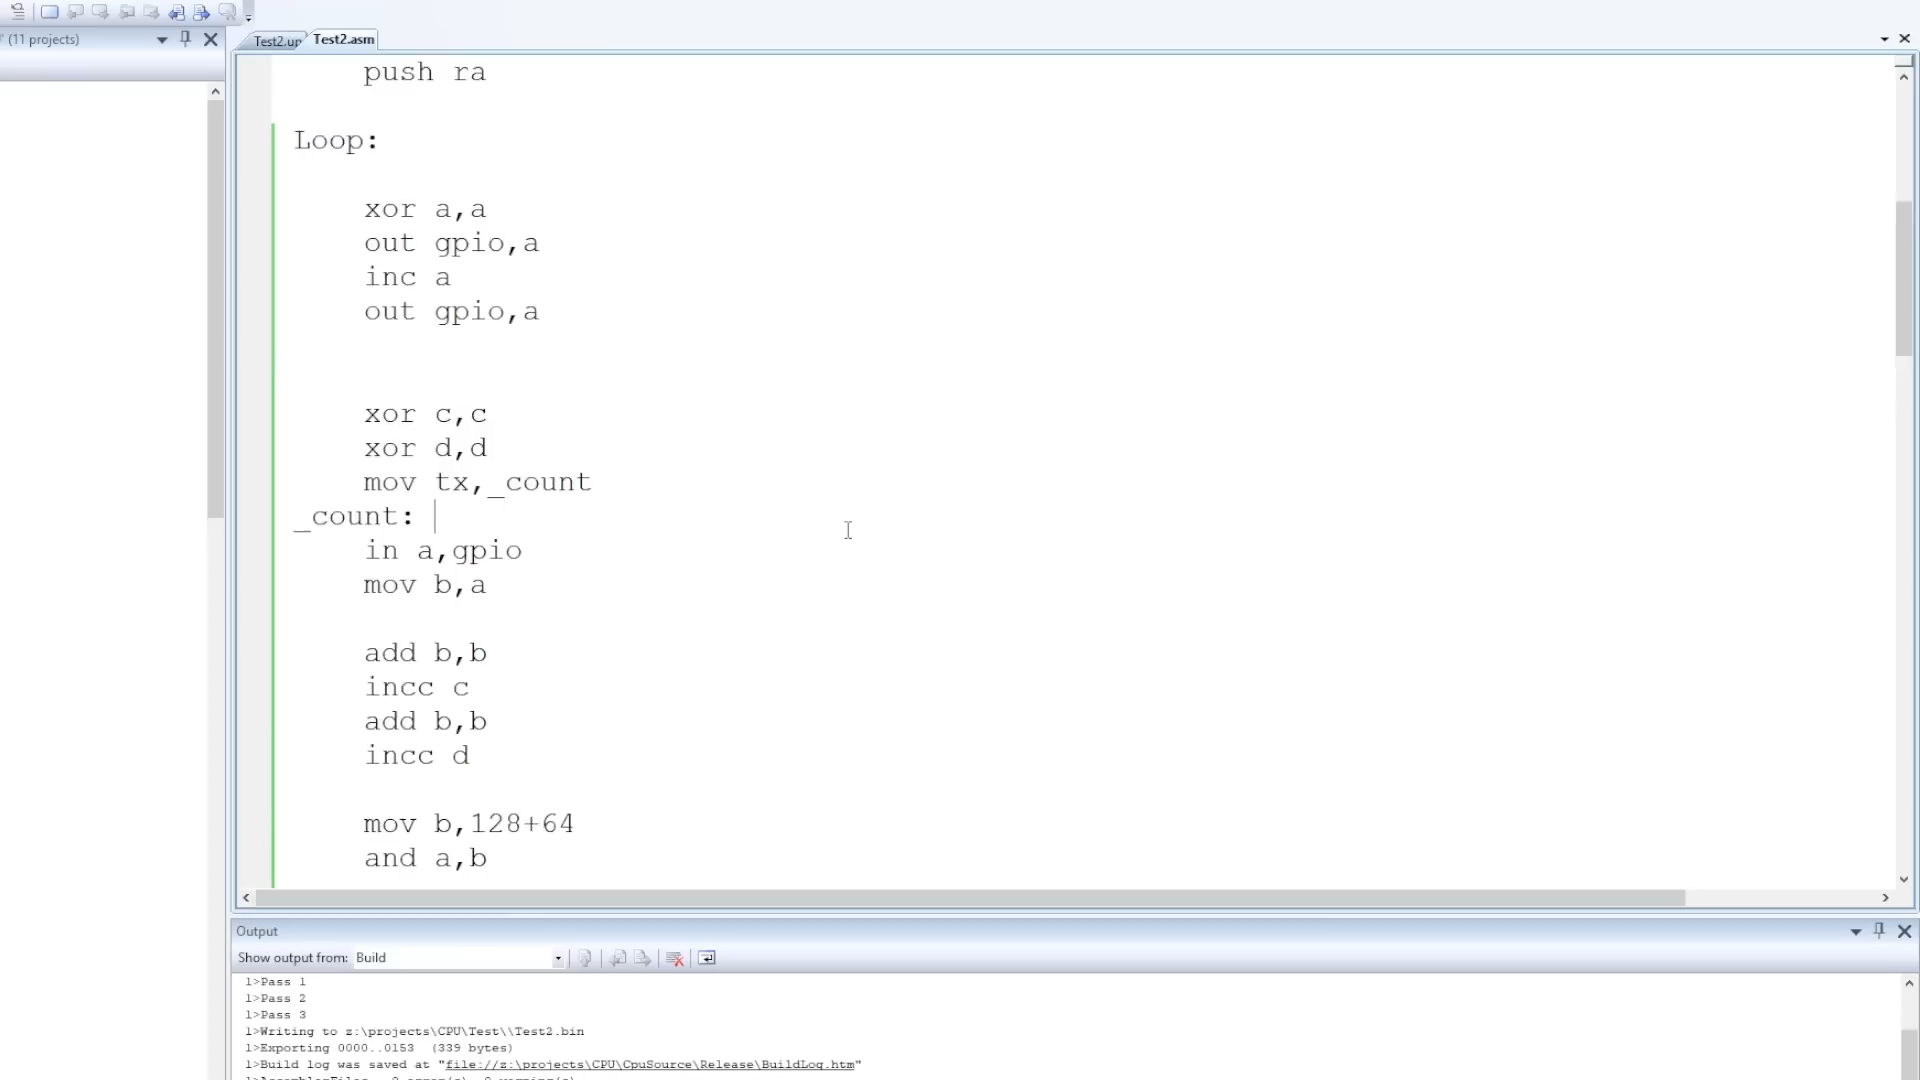 (11 projects)
Test2.up
Test2.asm
push ra
Loop:
xor a,a
out gpio,a
inc a
out gpio,a
xor c,c
xor d,d
mov tx,_count
_count:
in a,gpio
mov b,a
add b,b
incc c
add b,b
incc d
mov b,128+64
and a,b
Output
Show output from: Build
1>Pass 1
1>Pass 2
1>Pass 3
1>Writing to z:\projects\CPU\Test\\Test2.bin
1>Exporting 0000..0153 (339 bytes)
1>Build log was saved at "file://z:\projects\CPU\CpuSource\Release\BuildLog.htm"